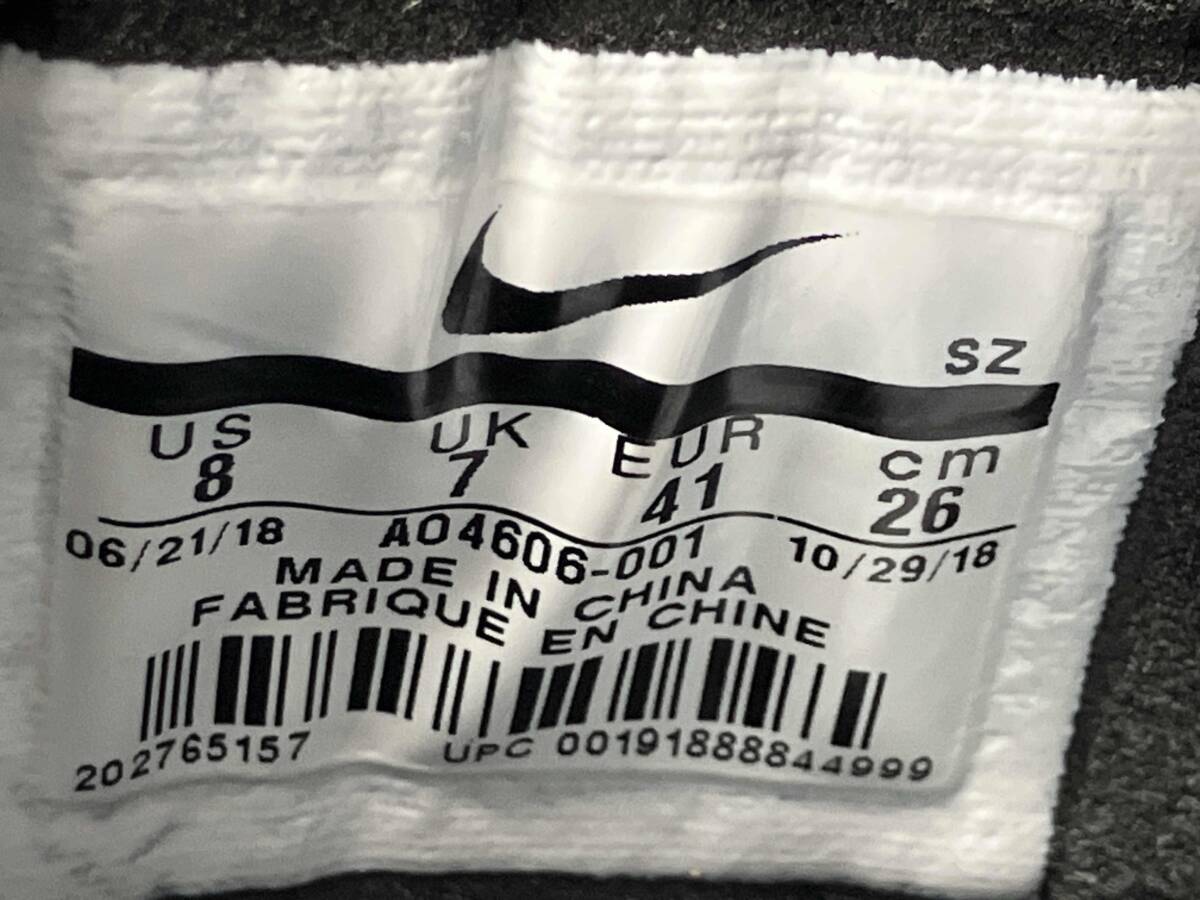 SZ
US UK EUR cm
8 7 41 26
06/21/18 AO4606-001 10/29/18
MADE IN CHINA
FABRIQUE EN CHINE
202765157 UPC 00191888844999